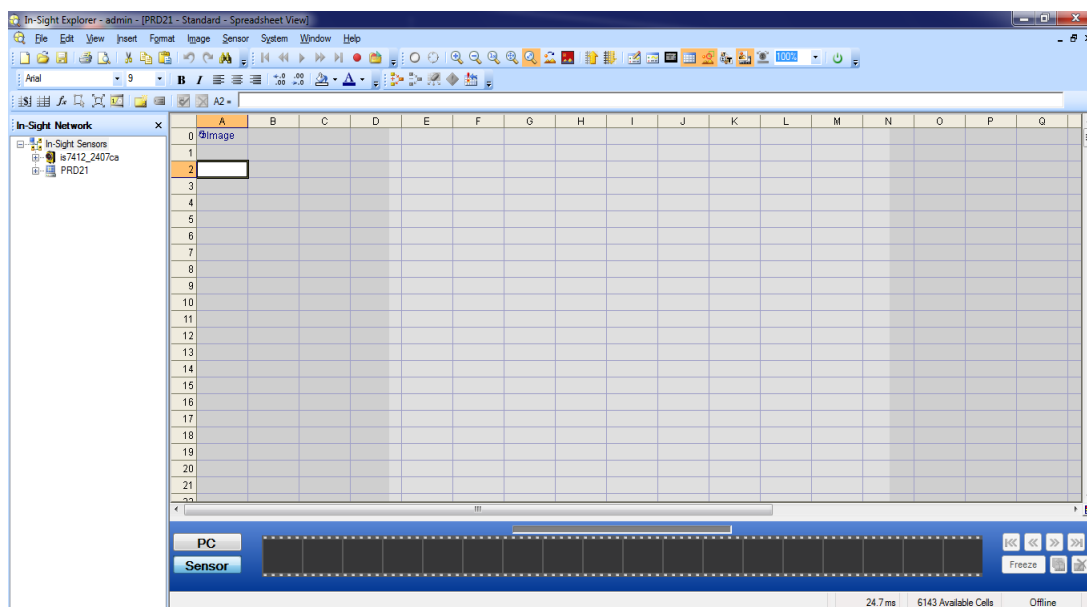 In-Sight Explorer - admin - [PRD21 - Standard - Spreadsheet View]
File Edit View Insert Format Image Sensor System Window Help
100%
Arial 9 B I A
A2 =
In-Sight Network
In-Sight Sensors
is7412_2407ca
PRD21
A B C D E F G H I J K L M N O P Q
0 Image
1
2
3
4
5
6
7
8
9
10
11
12
13
14
15
16
17
18
19
20
21
PC
Sensor
Freeze
24.7 ms 6143 Available Cells Offline